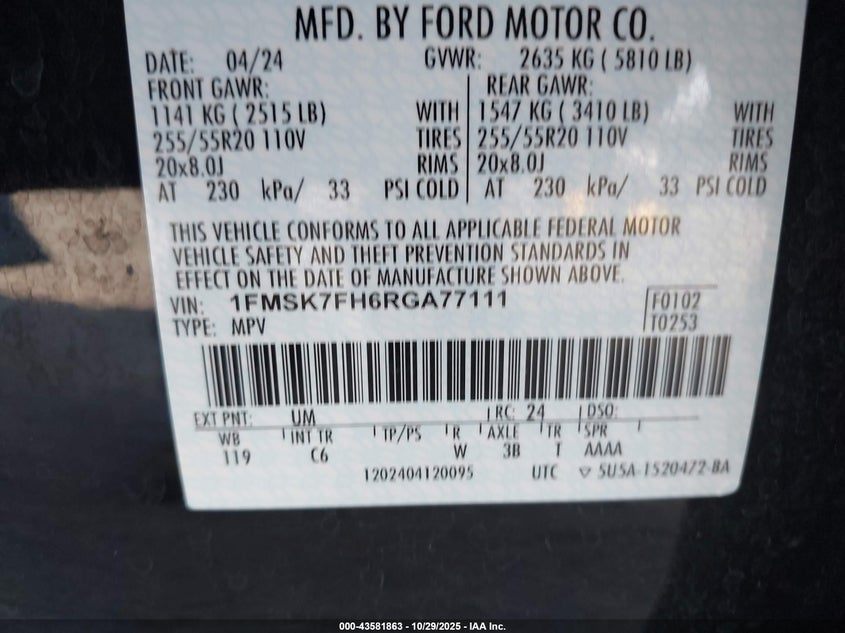 MFD. BY FORD MOTOR CO.
DATE: 04/24 GVWR: 2635 KG ( 5810 LB)
FRONT GAWR: REAR GAWR:
1141 KG ( 2515 LB) WITH 1547 KG ( 3410 LB) WITH
255/55R20 110V TIRES 255/55R20 110V TIRES
20x8.0J RIMS 20x8.0J RIMS
AT 230 kPa/ 33 PSI COLD AT 230 kPa/ 33 PSI COLD
THIS VEHICLE CONFORMS TO ALL APPLICABLE FEDERAL MOTOR
VEHICLE SAFETY AND THEFT PREVENTION STANDARDS IN
EFFECT ON THE DATE OF MANUFACTURE SHOWN ABOVE.
VIN: 1FMSK7FH6RGA77111 F0102
TYPE: MPV T0253
EXT PNT: UM RC: 24 DSO:
WB INT TR TP/PS R AXLE TR SPR
119 C6 W 3B T AAAA
1202404120095 UTC ▽ 5U5A-1520472-BA
000-43581863 - 10/29/2025 - IAA Inc.